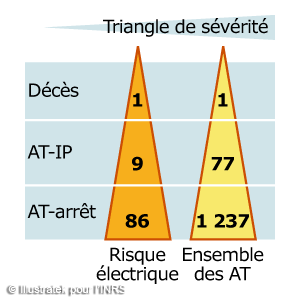 Triangle de sévérité
Décès
1
1
AT-IP
9
77
AT-arrêt
86
1 237
Risque
électrique
Ensemble
des AT
© Illustratek pour l'INRS